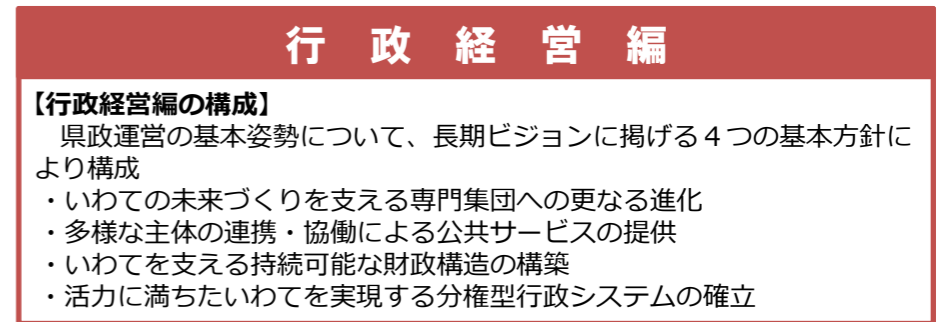 行 政 経 営 編
【行政経営編の構成】
　県政運営の基本姿勢について、長期ビジョンに掲げる４つの基本方針に
より構成
・いわての未来づくりを支える専門集団への更なる進化
・多様な主体の連携・協働による公共サービスの提供
・いわてを支える持続可能な財政構造の構築
・活力に満ちたいわてを実現する分権型行政システムの確立